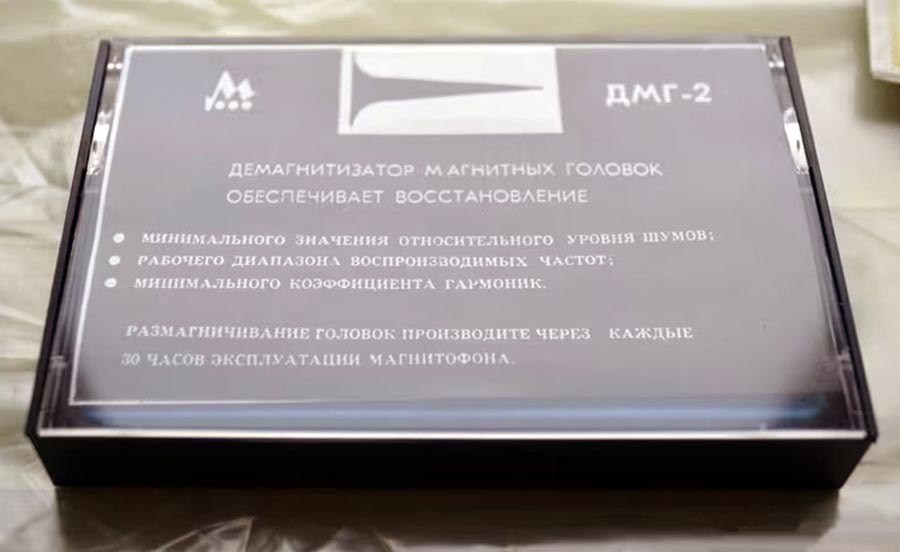 ДМГ-2
ДЕМАГНИТИЗАТОР МАГНИТНЫХ ГОЛОВОК
ОБЕСПЕЧИВАЕТ ВОССТАНОВЛЕНИЕ
● МИНИМАЛЬНОГО ЗНАЧЕНИЯ ОТНОСИТЕЛЬНОГО УРОВНЯ ШУМОВ;
● РАБОЧЕГО ДИАПАЗОНА ВОСПРОИЗВОДИМЫХ ЧАСТОТ;
● МИНИМАЛЬНОГО КОЭФФИЦИЕНТА ГАРМОНИК.
РАЗМАГНИЧИВАНИЕ ГОЛОВОК ПРОИЗВОДИТЕ ЧЕРЕЗ КАЖДЫЕ
30 ЧАСОВ ЭКСПЛУАТАЦИИ МАГНИТОФОНА.